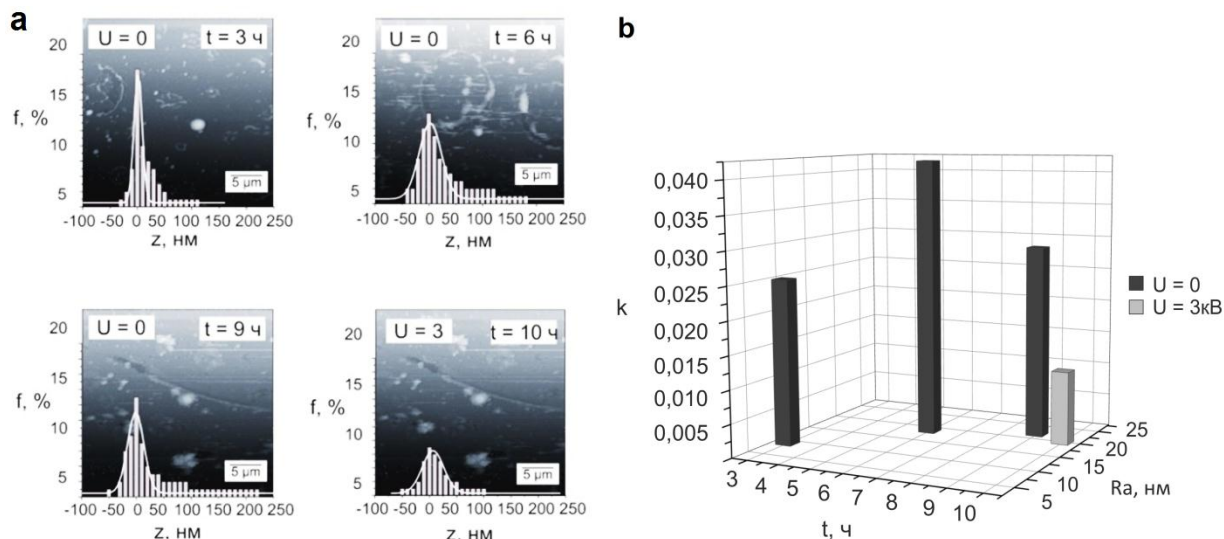 a
U = 0 t = 3 ч
20
15
f, %
10
5
5 µm
-100 -50 0 50 100 150 200 250
Z, НМ
U = 0 t = 6 ч
20
15
f, %
10
5
5 µm
-100 -50 0 50 100 150 200 250
Z, НМ
U = 0 t = 9 ч
20
15
f, %
10
5
5 µm
-100 -50 0 50 100 150 200 250
Z, НМ
U = 3 t = 10 ч
20
15
f, %
10
5
5 µm
-100 -50 0 50 100 150 200 250
Z, НМ
b
0,040
0,035
0,030
0,025
k
0,020
0,015
0,010
0,005
3 4 5 6 7 8 9 10
t, ч
5 10 15 20 25
Ra, нм
U = 0
U = 3кВ